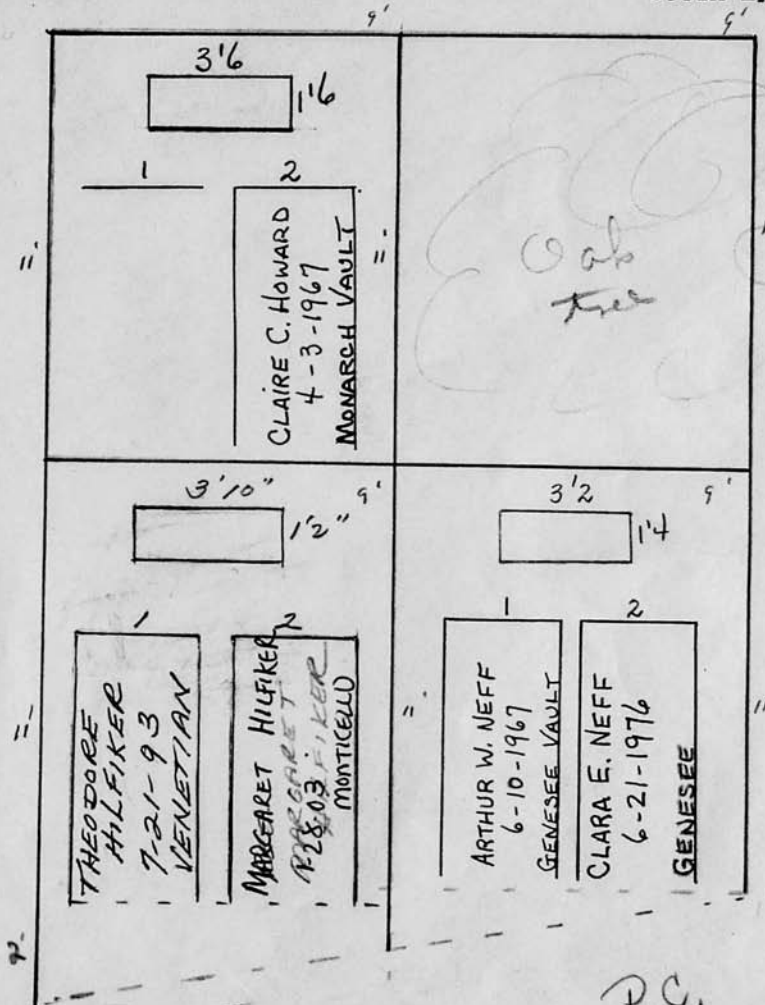 9'
9'
3'6
1'6
1
2
11'
CLAIRE C. HOWARD
4-3-1967
MONARCH VAULT
11'
Oak
tree
3'10"
9'
1'2"
3'2
9'
1'4
1
2
1
2
11'
THEODORE
HILFIKER
7-21-93
VENETIAN
MARGARET HILFIKER
MARGARET
HILFIKER
28-03
MONTICELLO
11'
ARTHUR W. NEFF
6-10-1967
GENESEE VAULT
CLARA E. NEFF
6-21-1976
GENESEE
11'